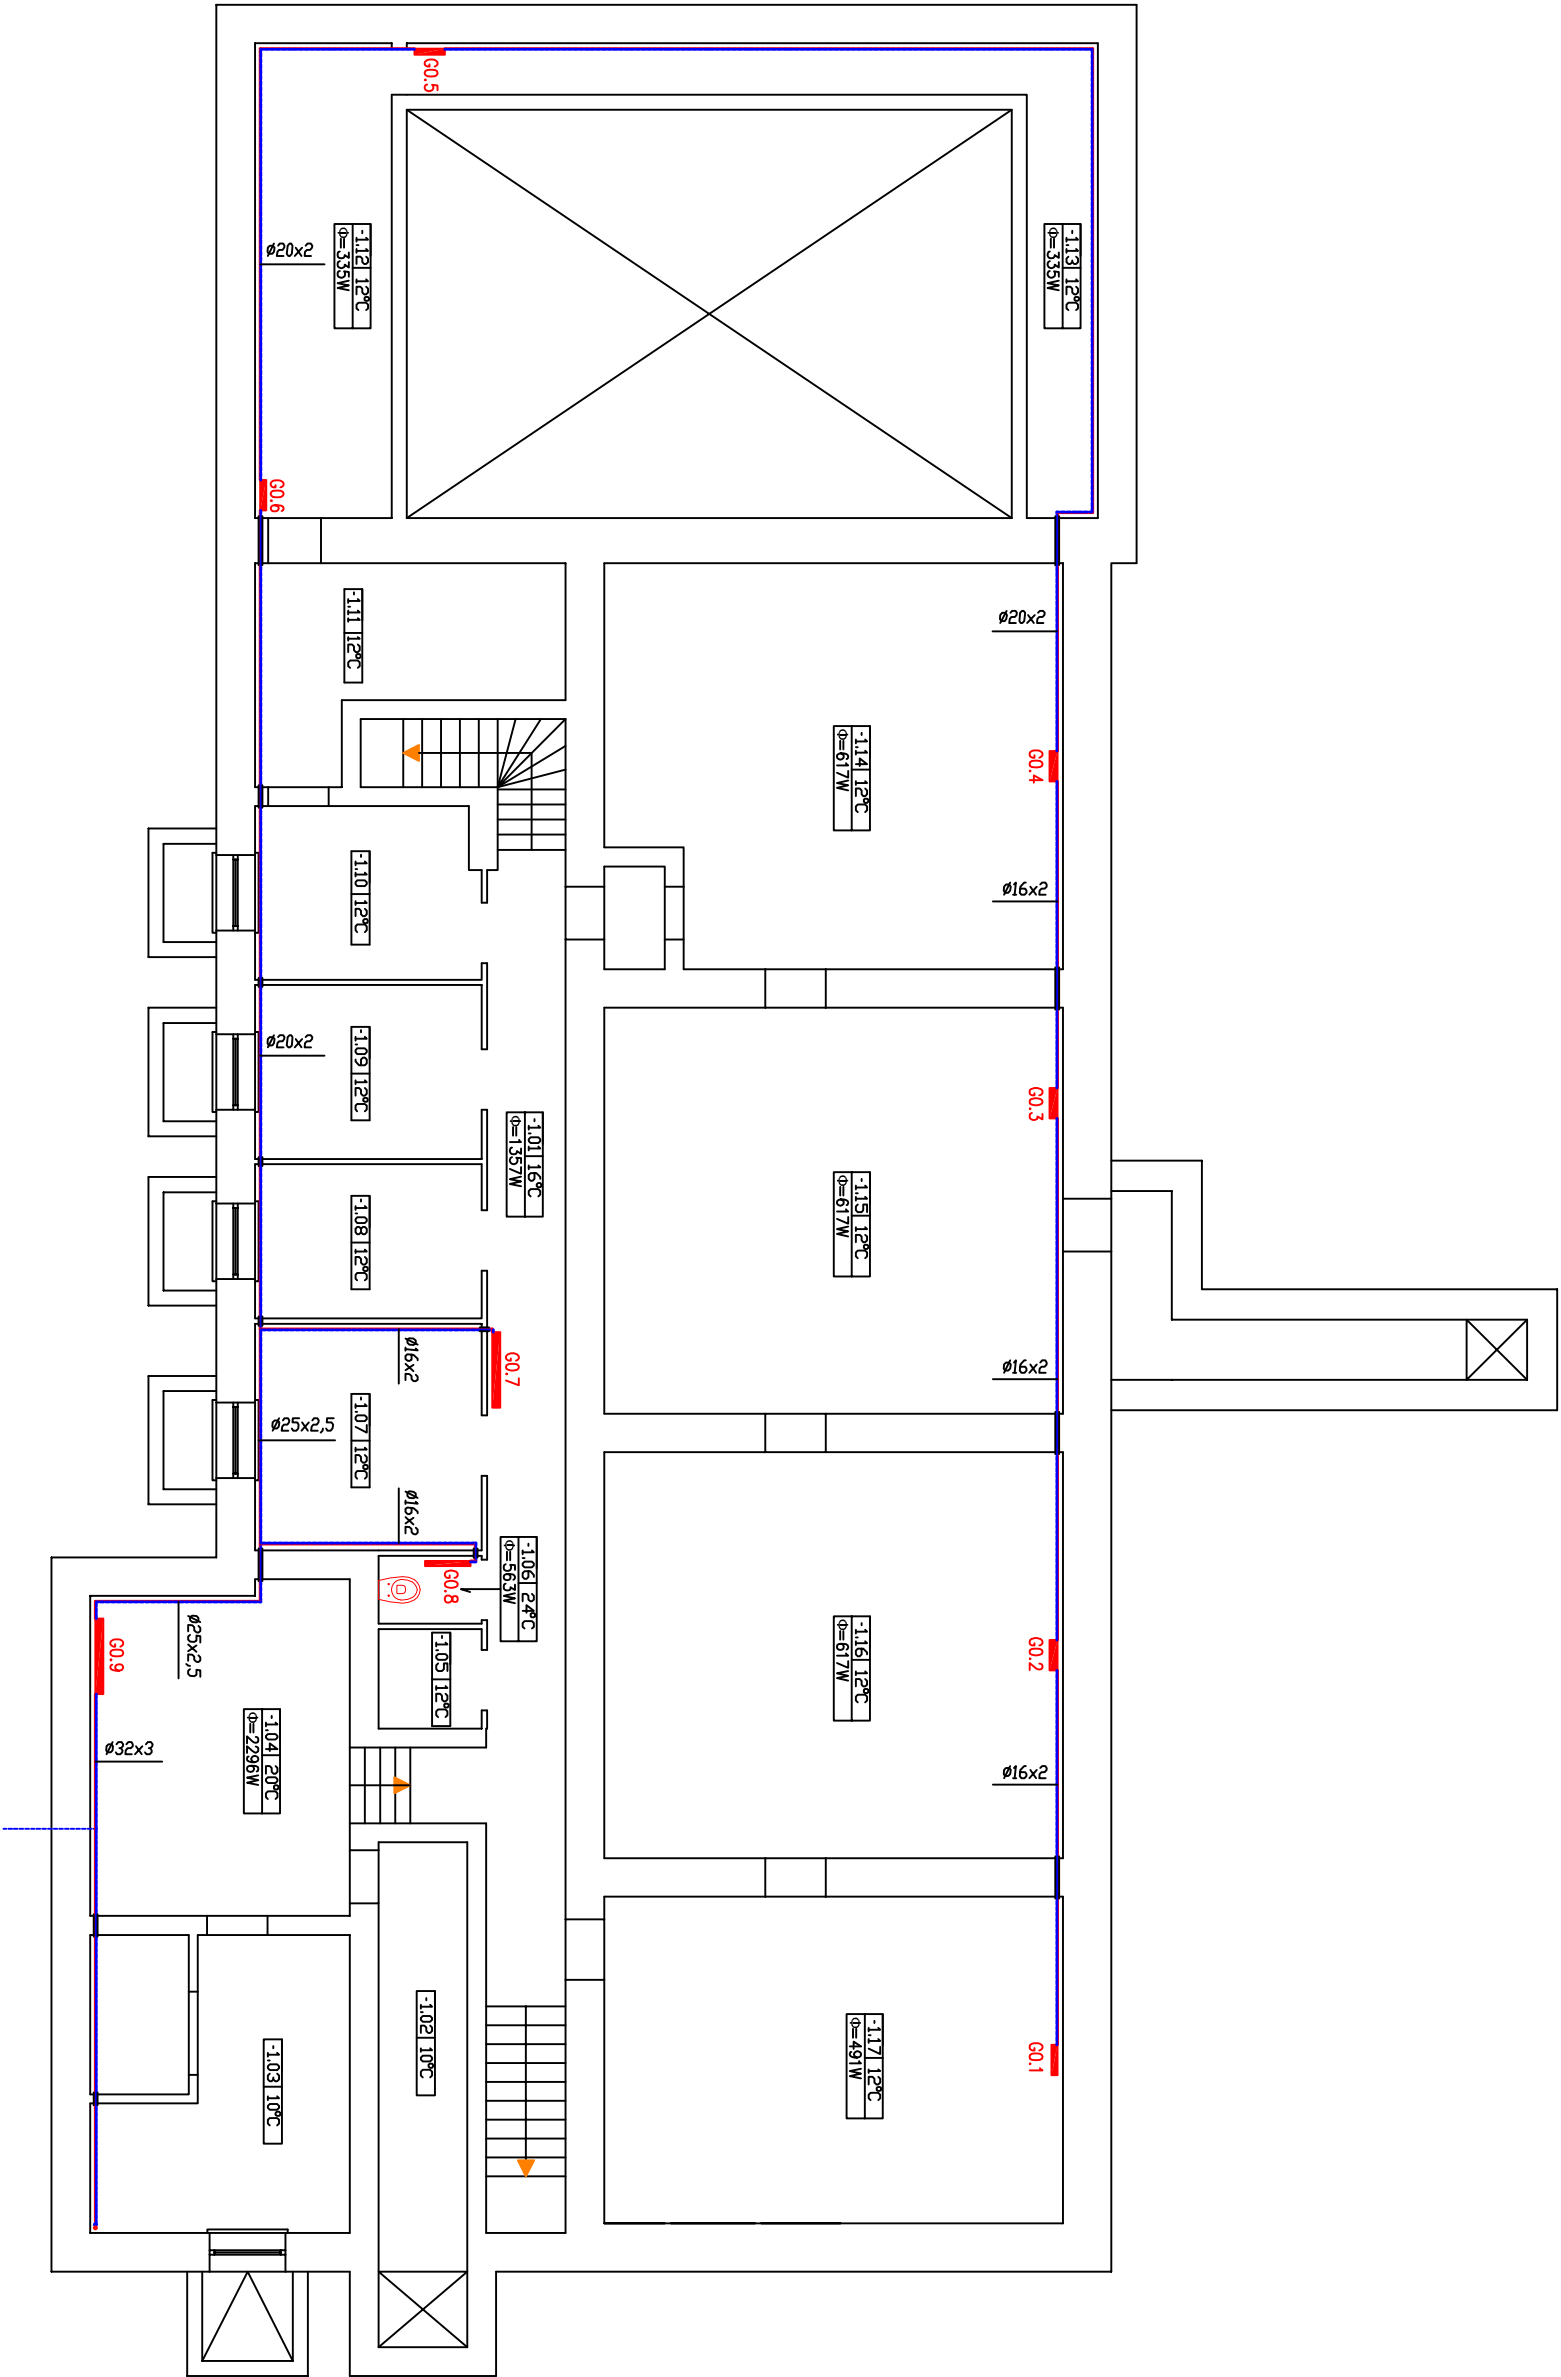 G0.5
-1.12 12°C
Φ=335W
-1.13 12°C
Φ=335W
ø20x2
G0.6
-1.11 12°C
ø20x2
-1.14 12°C
Φ=617W
G0.4
ø16x2
-1.10 12°C
ø20x2
-1.09 12°C
G0.3
-1.01 16°C
Φ=1357W
-1.15 12°C
Φ=617W
-1.08 12°C
ø16x2
G0.7
ø16x2
ø25x2,5
-1.07 12°C
ø16x2
-1.06 24°C
Φ=563W
G0.8
ø25x2,5
G0.9
-1.05 12°C
-1.16 12°C
Φ=617W
G0.2
-1.04 20°C
Φ=2296W
ø32x3
ø16x2
-1.02 10°C
-1.03 10°C
-1.17 12°C
Φ=491W
G0.1